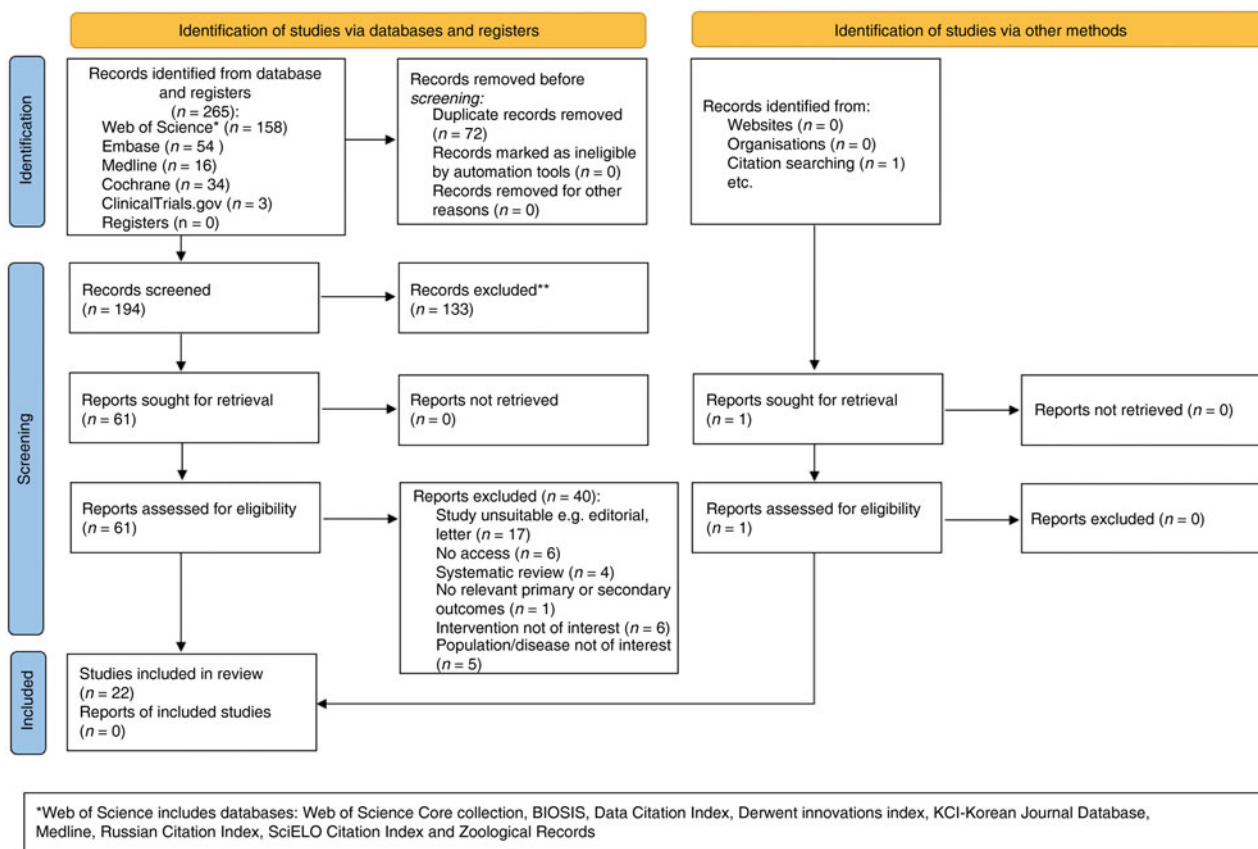 Identification of studies via databases and registers
Identification of studies via other methods
Identification
Records identified from database
and registers
(n = 265):
Web of Science* (n = 158)
Embase (n = 54 )
Medline (n = 16)
Cochrane (n = 34)
ClinicalTrials.gov (n = 3)
Registers (n = 0)
Records removed before
screening:
Duplicate records removed
(n = 72)
Records marked as ineligible
by automation tools (n = 0)
Records removed for other
reasons (n = 0)
Records identified from:
Websites (n = 0)
Organisations (n = 0)
Citation searching (n = 1)
etc.
Screening
Records screened
(n = 194)
Records excluded**
(n = 133)
Reports sought for retrieval
(n = 61)
Reports not retrieved
(n = 0)
Reports sought for retrieval
(n = 1)
Reports not retrieved (n = 0)
Reports assessed for eligibility
(n = 61)
Reports excluded (n = 40):
Study unsuitable e.g. editorial,
letter (n = 17)
No access (n = 6)
Systematic review (n = 4)
No relevant primary or secondary
outcomes (n = 1)
Intervention not of interest (n = 6)
Population/disease not of interest
(n = 5)
Reports assessed for eligibility
(n = 1)
Reports excluded (n = 0)
Included
Studies included in review
(n = 22)
Reports of included studies
(n = 0)
*Web of Science includes databases: Web of Science Core collection, BIOSIS, Data Citation Index, Derwent innovations index, KCI-Korean Journal Database,
Medline, Russian Citation Index, SciELO Citation Index and Zoological Records